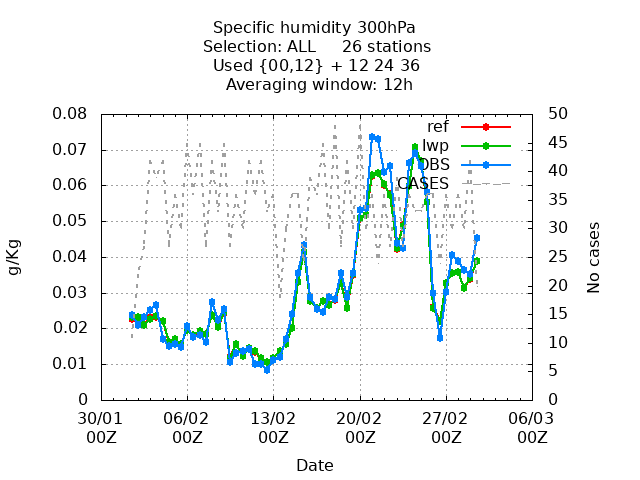 Specific humidity 300hPa
Selection: ALL     26 stations
Used {00,12} + 12 24 36
Averaging window: 12h
g/Kg
0.08
0.07
0.06
0.05
0.04
0.03
0.02
0.01
0
ref
lwp
OBS
CASES
50
45
40
35
30
25
20
15
10
5
0
No cases
30/01 06/02 13/02 20/02 27/02 06/03
00Z 00Z 00Z 00Z 00Z 00Z
Date